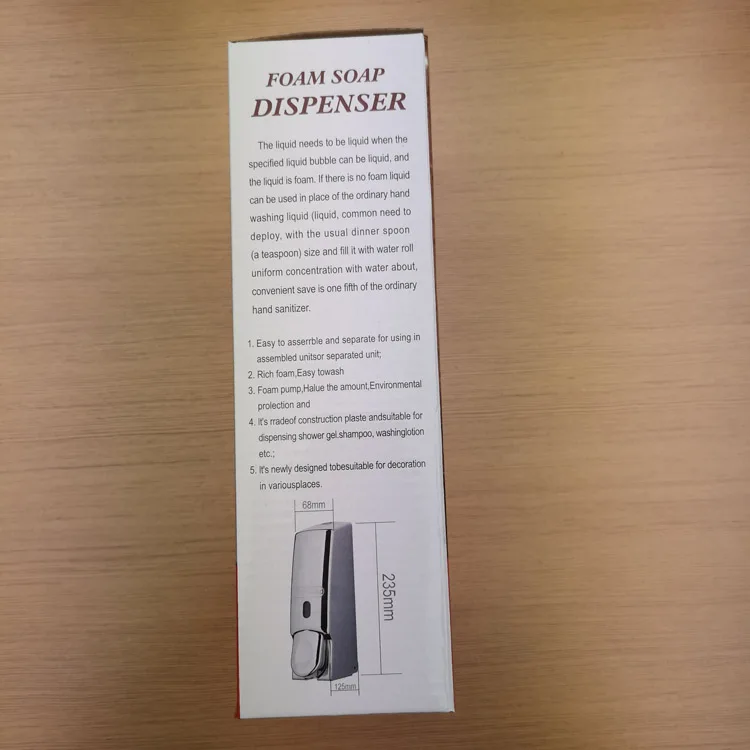 FOAM SOAP
DISPENSER
The liquid needs to be liquid when the
specified liquid bubble can be liquid, and
the liquid is foam. If there is no foam liquid
can be used in place of the ordinary hand
washing liquid (liquid, common need to
deploy, with the usual dinner spoon
(a teaspoon) size and fill it with water roll
uniform concentration with water about,
convenient save is one fifth of the ordinary
hand sanitizer.
1. Easy to asserrble and separate for using in
assembled unitsor separated unit;
2. Rich foam,Easy towash
3. Foam pump,Halue the amount,Environmental
prolection and
4. It's rradeof construction plaste andsuitable for
dispensing shower gel.shampoo, washinglotion
etc.;
5. It's newly designed tobesuitable for decoration
in variousplaces.
68mm
235mm
125mm